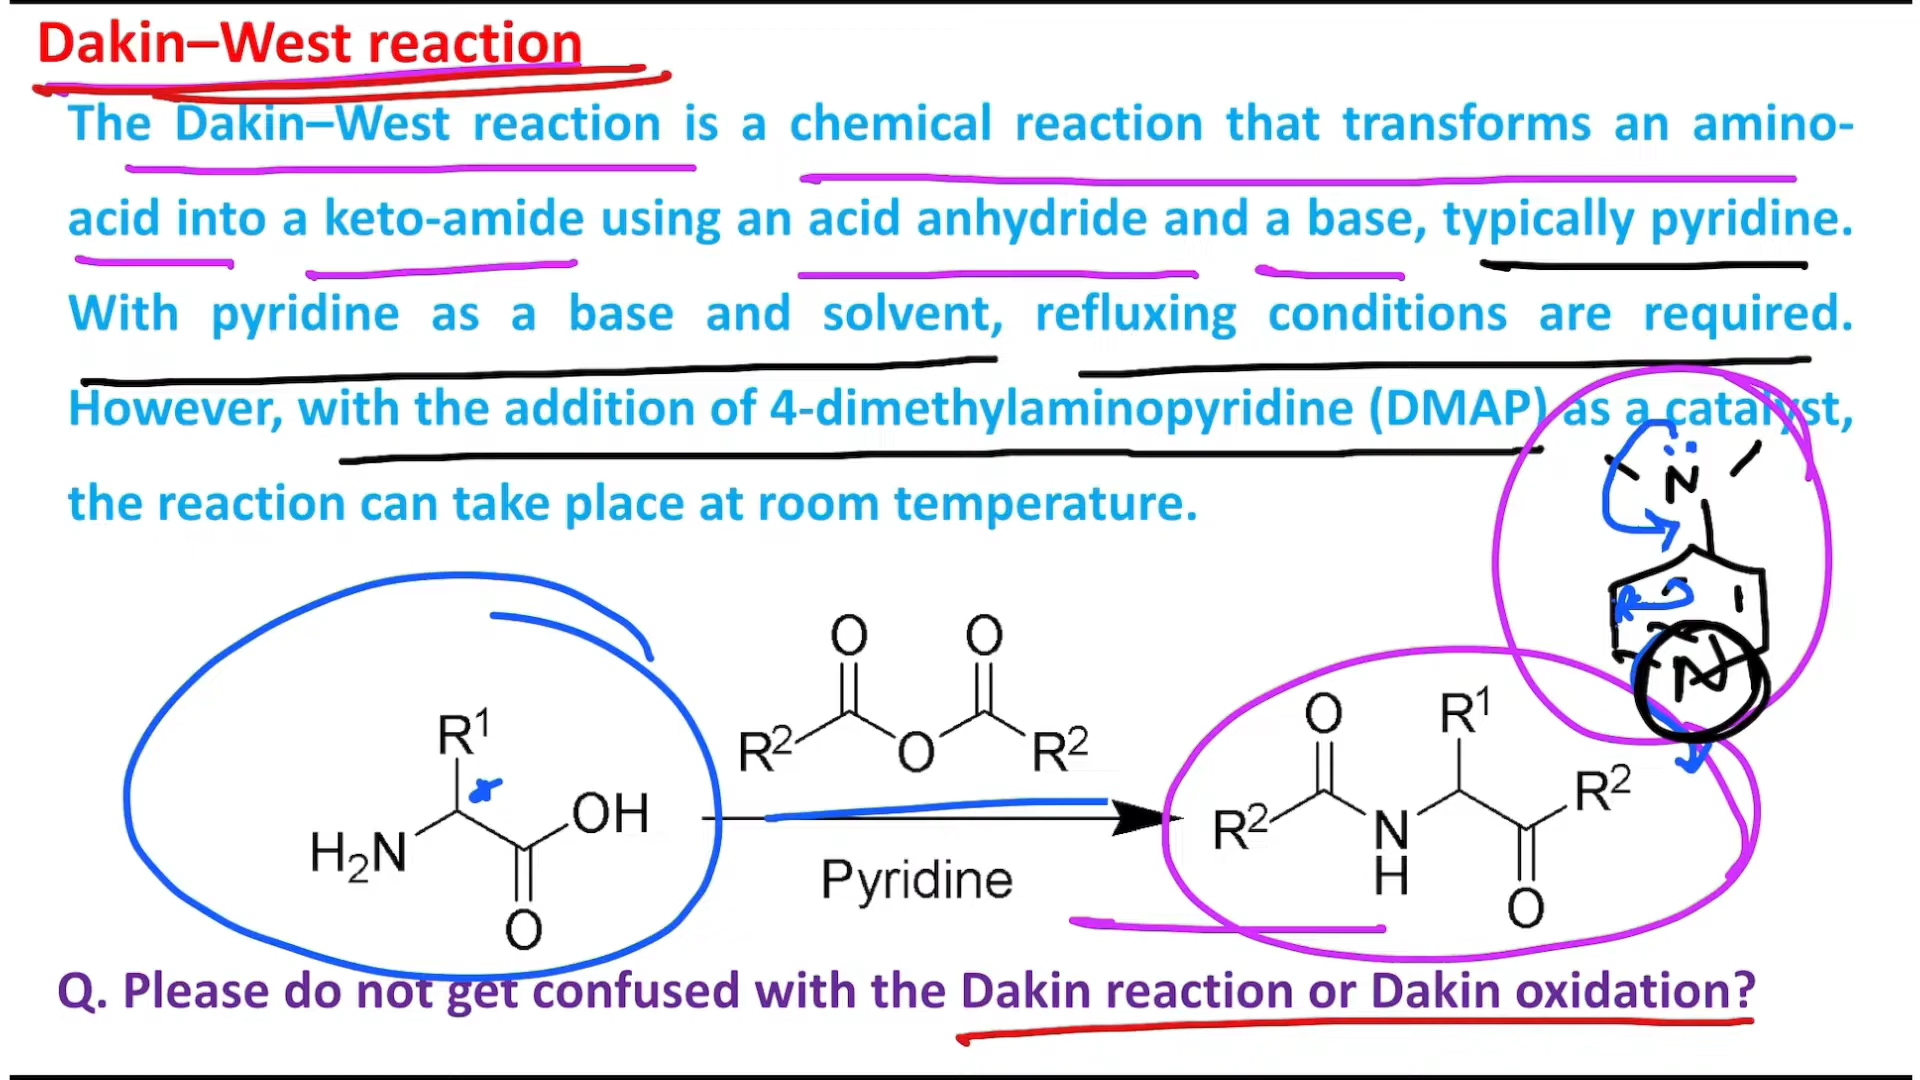 Dakin–West reaction
The Dakin–West reaction is a chemical reaction that transforms an amino-
acid into a keto-amide using an acid anhydride and a base, typically pyridine.
With pyridine as a base and solvent, refluxing conditions are required.
However, with the addition of 4-dimethylaminopyridine (DMAP) as a catalyst,
the reaction can take place at room temperature.
N
N
O O
R² O R²
R¹
H₂N OH
O
Pyridine
O R¹
R² N H R²
O
Q. Please do not get confused with the Dakin reaction or Dakin oxidation?